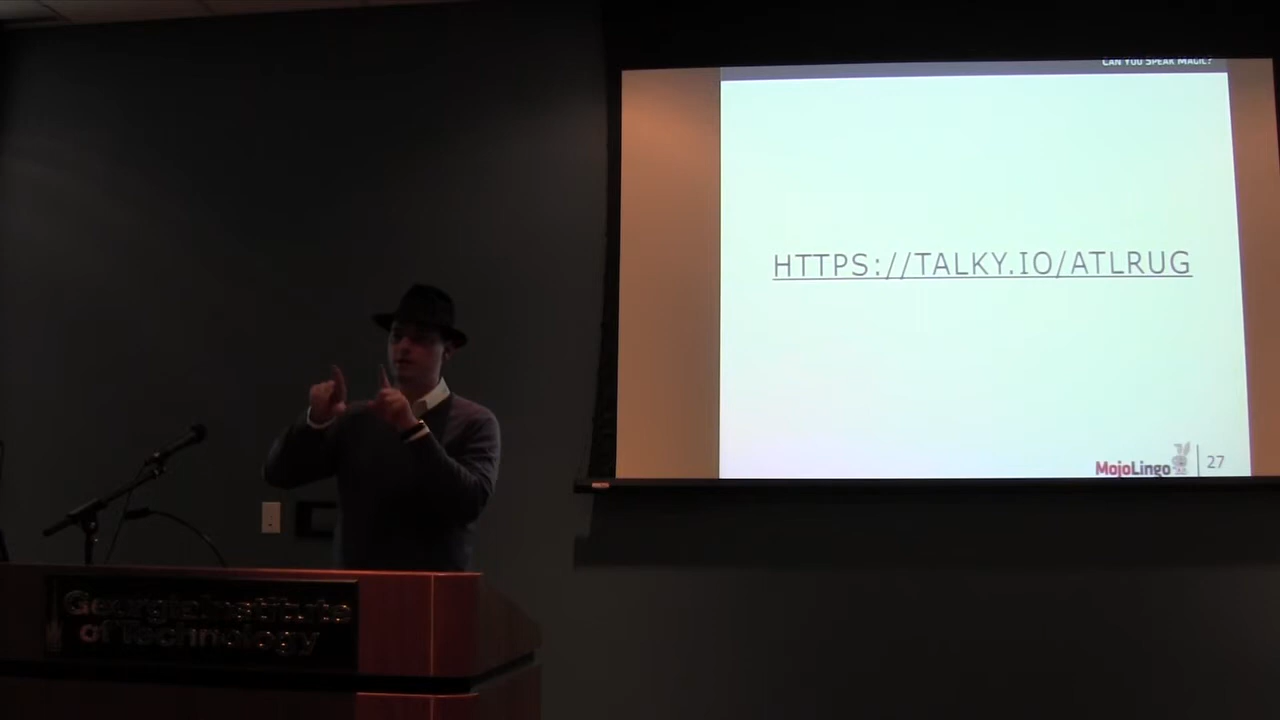 CAN YOU SPEAK MAGIC?
HTTPS://TALKY.IO/ATLRUG
MojoLingo
27
Georgia Institute
of Technology